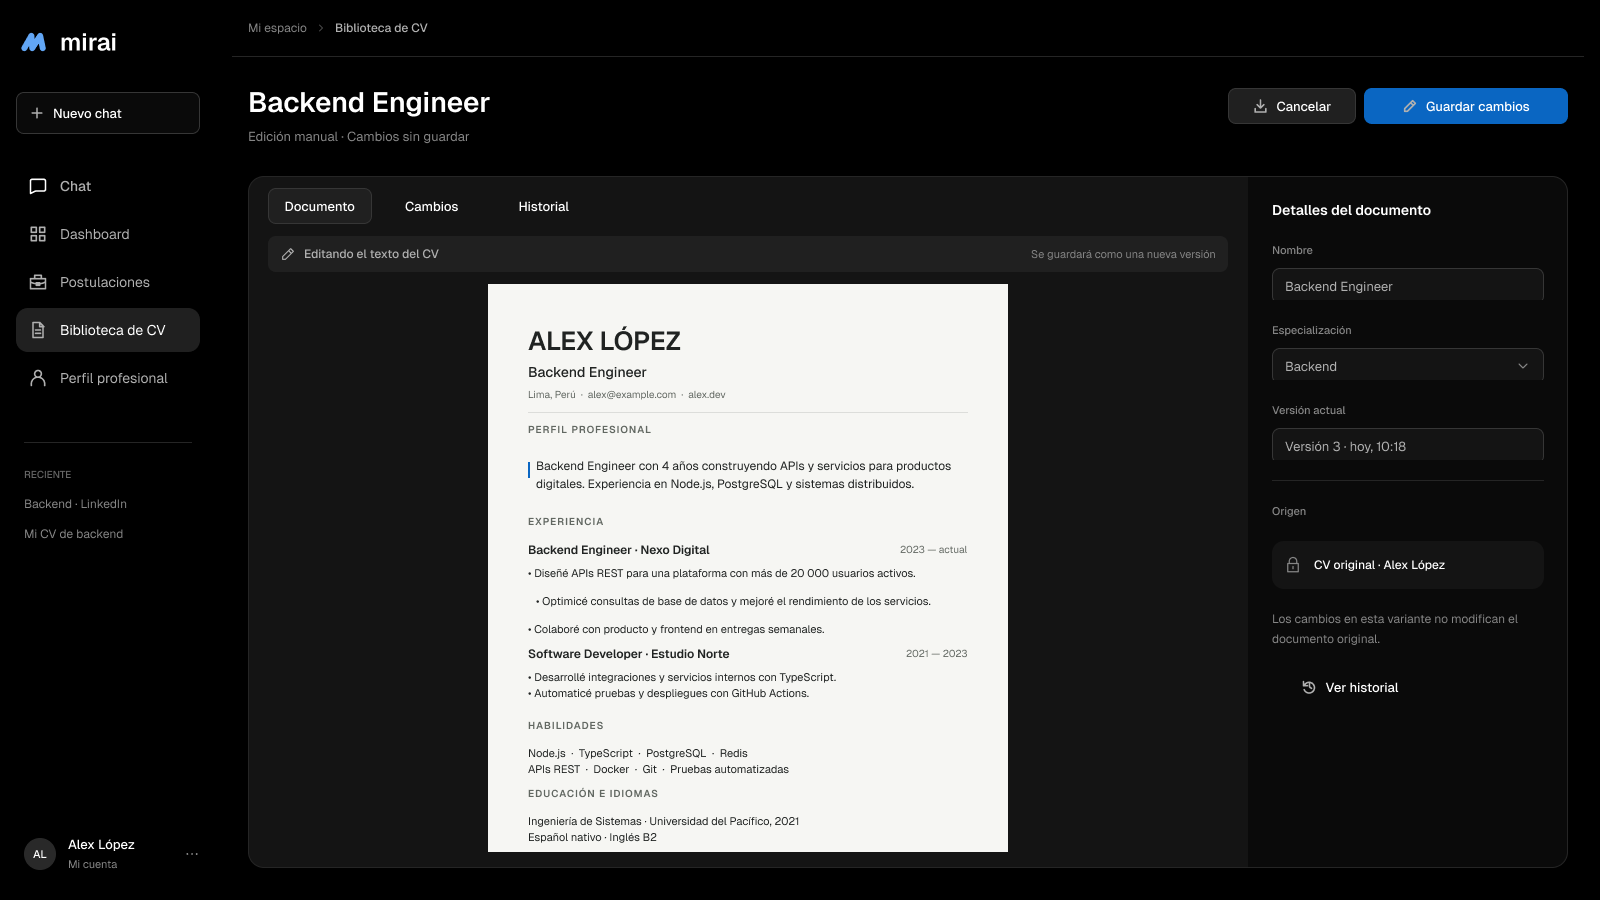 mirai
Nuevo chat
Chat
Dashboard
Postulaciones
Biblioteca de CV
Perfil profesional
RECIENTE
Backend · LinkedIn
Mi CV de backend
AL
Alex López
Mi cuenta
Mi espacio
Biblioteca de CV
Backend Engineer
Edición manual · Cambios sin guardar
Cancelar
Guardar cambios
Documento
Cambios
Historial
Editando el texto del CV
Se guardará como una nueva versión
ALEX LÓPEZ
Backend Engineer
Lima, Perú · alex@example.com · alex.dev
PERFIL PROFESIONAL
Backend Engineer con 4 años construyendo APIs y servicios para productos
digitales. Experiencia en Node.js, PostgreSQL y sistemas distribuidos.
EXPERIENCIA
Backend Engineer · Nexo Digital
2023 — actual
• Diseñé APIs REST para una plataforma con más de 20 000 usuarios activos.
• Optimicé consultas de base de datos y mejoré el rendimiento de los servicios.
• Colaboré con producto y frontend en entregas semanales.
Software Developer · Estudio Norte
2021 — 2023
• Desarrollé integraciones y servicios internos con TypeScript.
• Automaticé pruebas y despliegues con GitHub Actions.
HABILIDADES
Node.js · TypeScript · PostgreSQL · Redis
APIs REST · Docker · Git · Pruebas automatizadas
EDUCACIÓN E IDIOMAS
Ingeniería de Sistemas · Universidad del Pacífico, 2021
Español nativo · Inglés B2
Detalles del documento
Nombre
Backend Engineer
Especialización
Backend
Versión actual
Versión 3 · hoy, 10:18
Origen
CV original · Alex López
Los cambios en esta variante no modifican el
documento original.
Ver historial